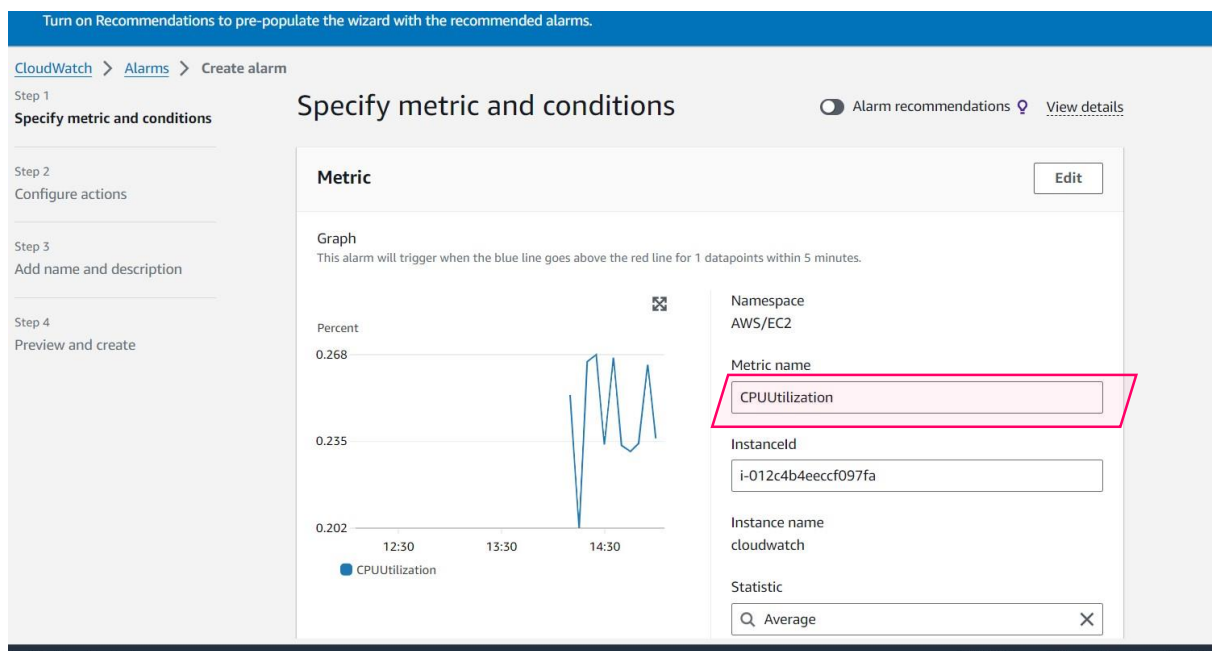 Turn on Recommendations to pre-populate the wizard with the recommended alarms.
CloudWatch > Alarms > Create alarm
Step 1
Specify metric and conditions
Step 2
Configure actions
Step 3
Add name and description
Step 4
Preview and create
Specify metric and conditions
Alarm recommendations View details
Metric
Edit
Graph
This alarm will trigger when the blue line goes above the red line for 1 datapoints within 5 minutes.
Percent
0.268
0.235
0.202
12:30 13:30 14:30
CPUUtilization
Namespace
AWS/EC2
Metric name
CPUUtilization
InstanceId
i-012c4b4eeccf097fa
Instance name
cloudwatch
Statistic
Average